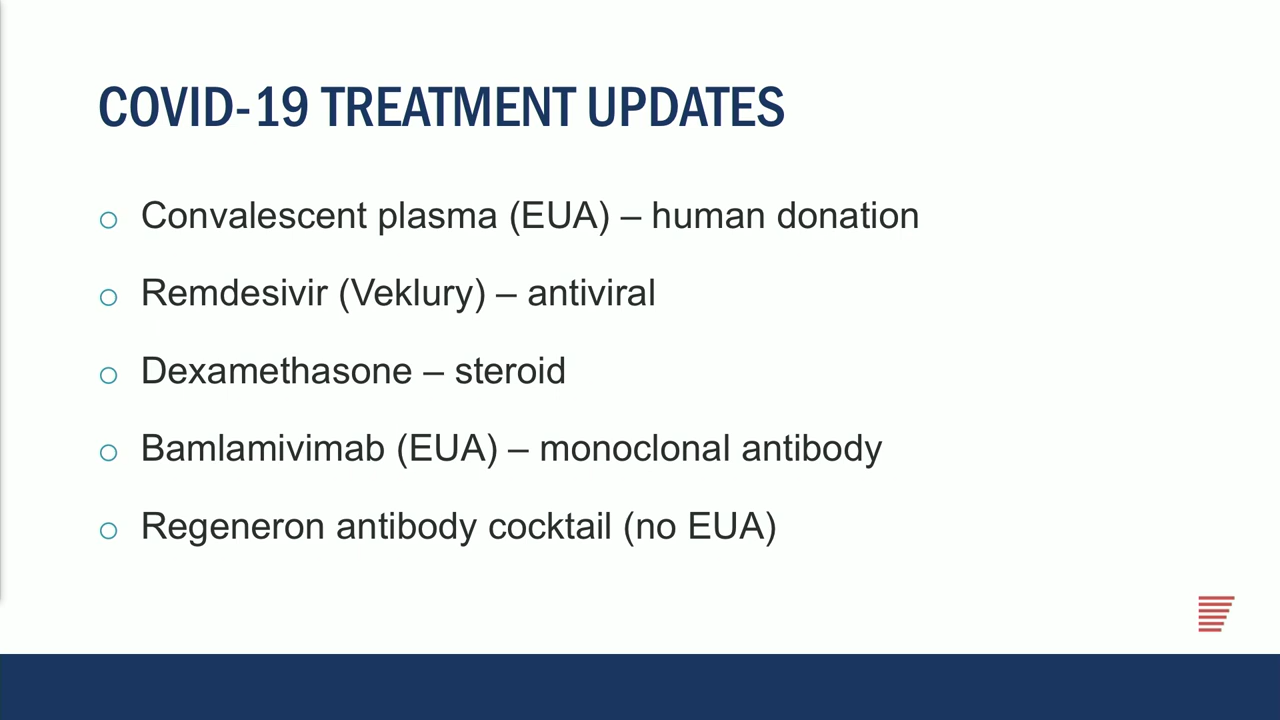 COVID-19 TREATMENT UPDATES
Convalescent plasma (EUA) – human donation
Remdesivir (Veklury) – antiviral
Dexamethasone – steroid
Bamlamivimab (EUA) – monoclonal antibody
Regeneron antibody cocktail (no EUA)